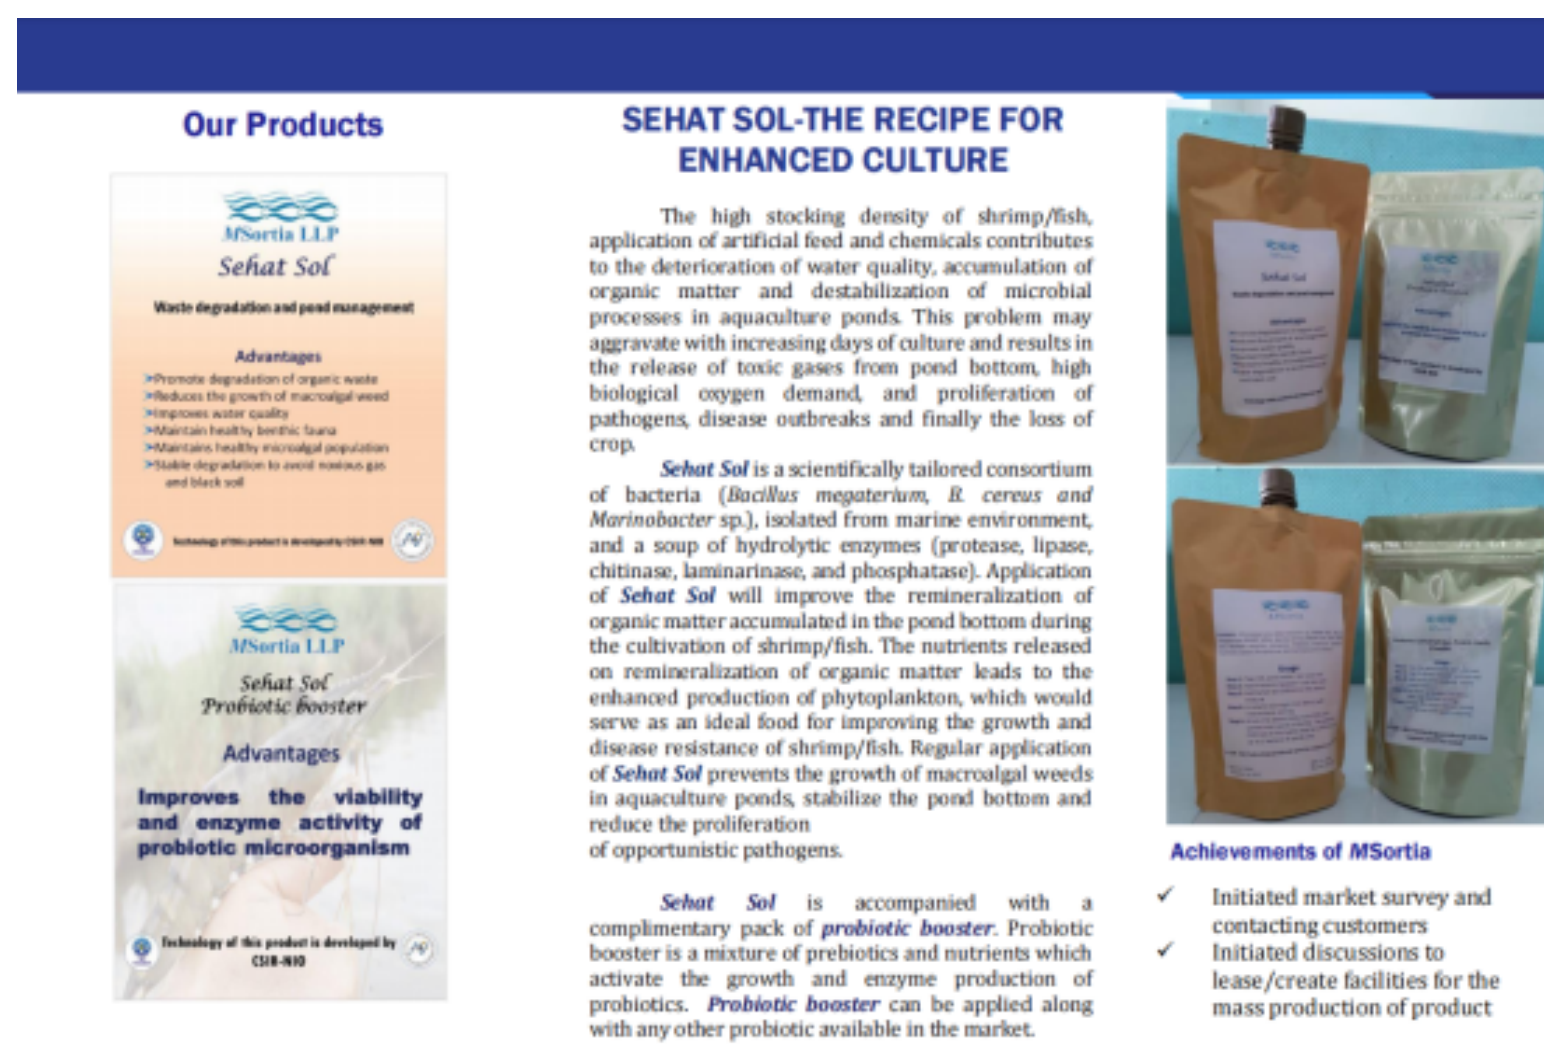 Our Products
MSortia LLP
Sehat Sol
Waste degradation and pond management
Advantages
➢Promote degradation of organic waste
➢Reduces the growth of macroalgal weed
➢Improves water quality
➢Maintain healthy benthic fauna
➢Maintains healthy microalgal population
➢Stable degradation to avoid noxious gas
and black soil
Technology of this product is developed by CSIR-NIO
MSortia LLP
Sehat Sol
Probiotic booster
Advantages
Improves the viability
and enzyme activity of
probiotic microorganism
Technology of this product is developed by
CSIR-NIO
SEHAT SOL-THE RECIPE FOR
ENHANCED CULTURE
The high stocking density of shrimp/fish,
application of artificial feed and chemicals contributes
to the deterioration of water quality, accumulation of
organic matter and destabilization of microbial
processes in aquaculture ponds. This problem may
aggravate with increasing days of culture and results in
the release of toxic gases from pond bottom, high
biological oxygen demand, and proliferation of
pathogens, disease outbreaks and finally the loss of
crop.
Sehat Sol is a scientifically tailored consortium
of bacteria (Bacillus megaterium, B. cereus and
Marinobacter sp.), isolated from marine environment,
and a soup of hydrolytic enzymes (protease, lipase,
chitinase, laminarinase, and phosphatase). Application
of Sehat Sol will improve the remineralization of
organic matter accumulated in the pond bottom during
the cultivation of shrimp/fish. The nutrients released
on remineralization of organic matter leads to the
enhanced production of phytoplankton, which would
serve as an ideal food for improving the growth and
disease resistance of shrimp/fish. Regular application
of Sehat Sol prevents the growth of macroalgal weeds
in aquaculture ponds, stabilize the pond bottom and
reduce the proliferation
of opportunistic pathogens.
Sehat Sol is accompanied with a
complimentary pack of probiotic booster. Probiotic
booster is a mixture of prebiotics and nutrients which
activate the growth and enzyme production of
probiotics. Probiotic booster can be applied along
with any other probiotic available in the market.
Sehat Sol
Advantages
Achievements of MSortia
✓ Initiated market survey and
contacting customers
✓ Initiated discussions to
lease/create facilities for the
mass production of product